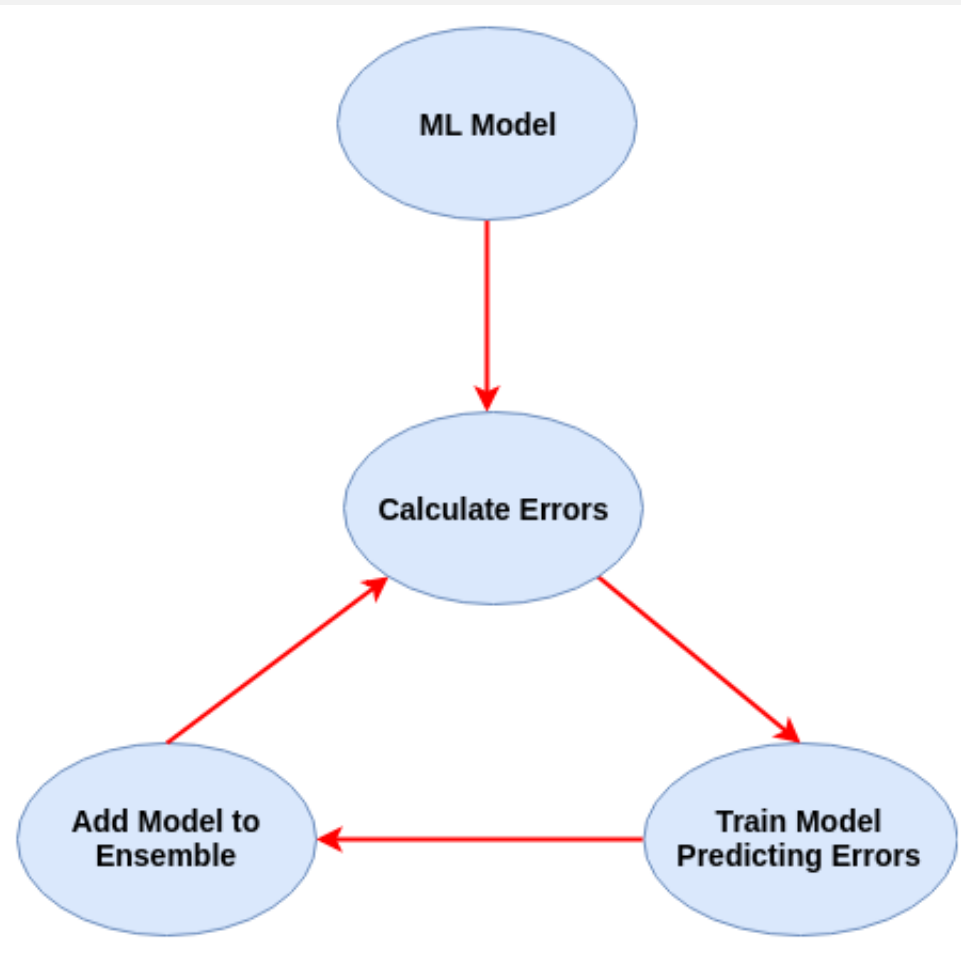 ML Model
Calculate Errors
Add Model to
Ensemble
Train Model
Predicting Errors